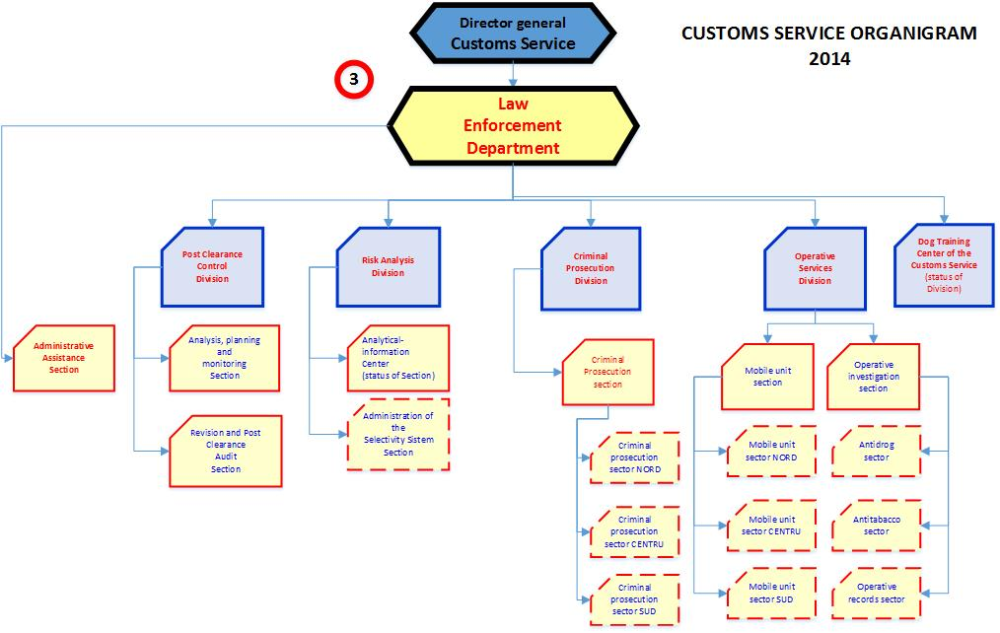 Director general
Customs Service
CUSTOMS SERVICE ORGANIGRAM
2014
3
Law
Enforcement
Department
Post Clearance
Control
Division
Risk Analysis
Division
Criminal
Prosecution
Division
Operative
Services
Division
Dog Training
Center of the
Customs Service
(status of
Division)
Administrative
Assistance
Section
Analysis, planning
and
monitoring
Section
Revision and Post
Clearance
Audit
Section
Analytical-
information
Center
(status of Section)
Administration of
the
Selectivity Sistem
Section
Criminal
Prosecution
section
Criminal
prosecution
sector NORD
Criminal
prosecution
sector CENTRU
Criminal
prosecution
sector SUD
Mobile unit
section
Mobile unit
sector NORD
Mobile unit
sector CENTRU
Mobile unit
sector SUD
Operative
investigation
section
Antidrog
sector
Antitabacco
sector
Operative
records sector